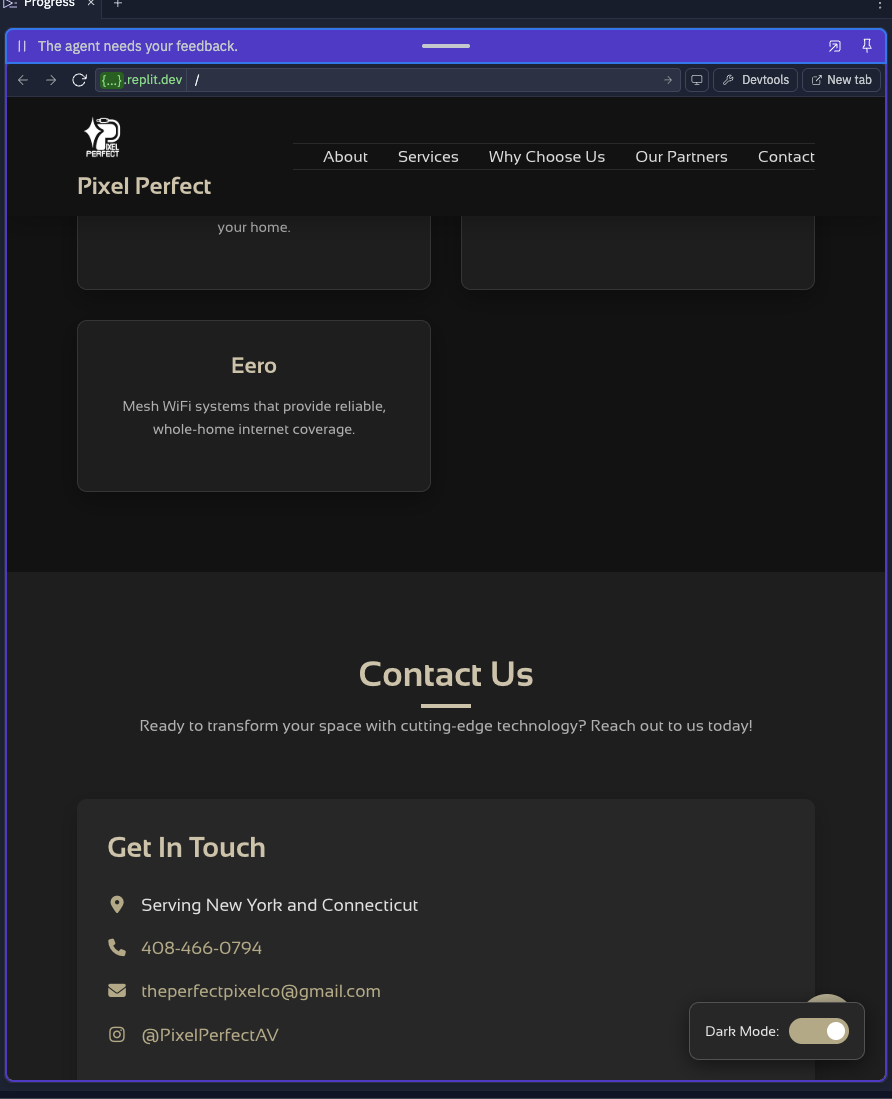 Progress
The agent needs your feedback.
{...}.replit.dev /
Devtools
New tab
PIXEL
PERFECT
Pixel Perfect
About Services Why Choose Us Our Partners Contact
your home.
Eero
Mesh WiFi systems that provide reliable,
whole-home internet coverage.
Contact Us
Ready to transform your space with cutting-edge technology? Reach out to us today!
Get In Touch
Serving New York and Connecticut
408-466-0794
theperfectpixelco@gmail.com
@PixelPerfectAV
Dark Mode: